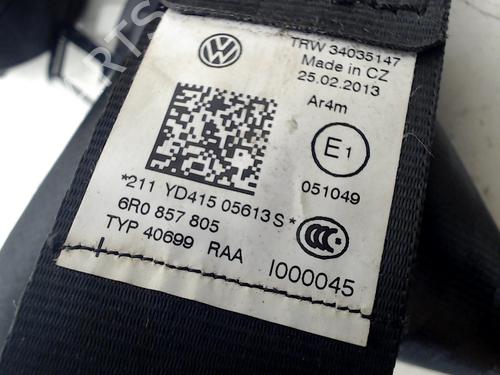 TRW 34035147
Made in CZ
25.02.2013
Ar4m
E1
051049
*211 YD415 05613S*
6R0 857 805
TYP 40699 RAA I000045